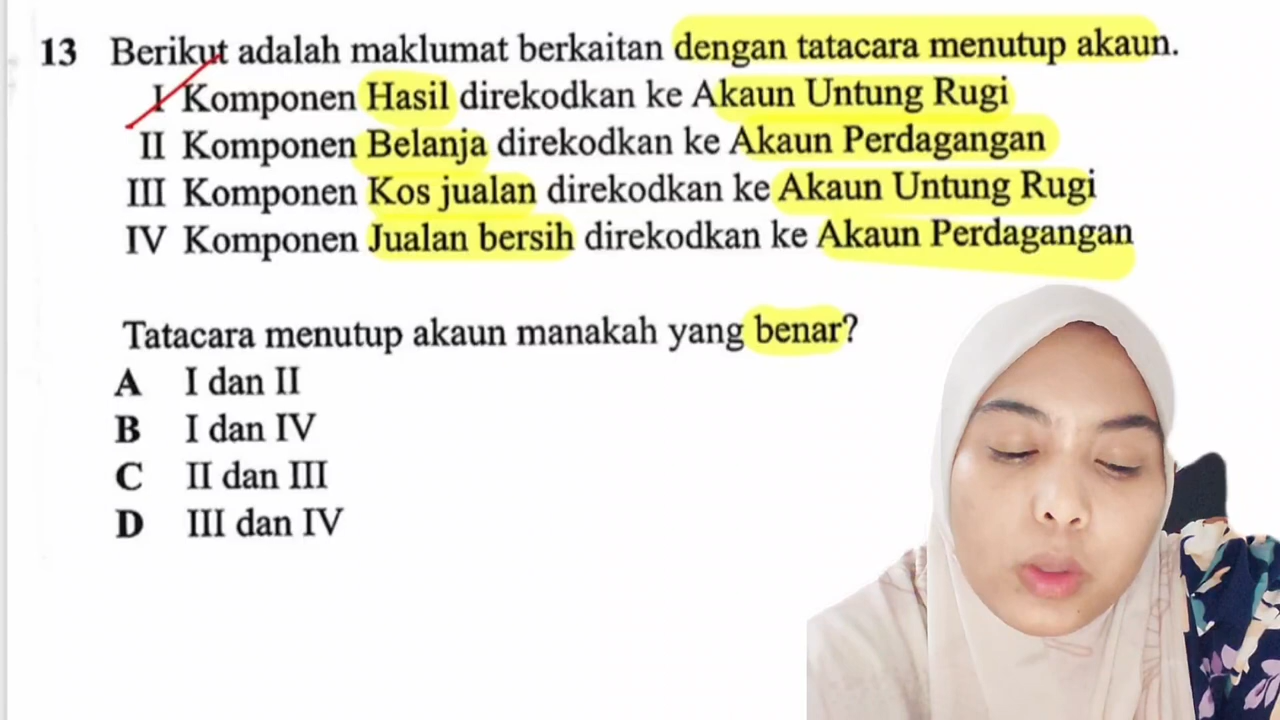 13 Berikut adalah maklumat berkaitan dengan tatacara menutup akaun.
I Komponen Hasil direkodkan ke Akaun Untung Rugi
II Komponen Belanja direkodkan ke Akaun Perdagangan
III Komponen Kos jualan direkodkan ke Akaun Untung Rugi
IV Komponen Jualan bersih direkodkan ke Akaun Perdagangan
Tatacara menutup akaun manakah yang benar?
A I dan II
B I dan IV
C II dan III
D III dan IV